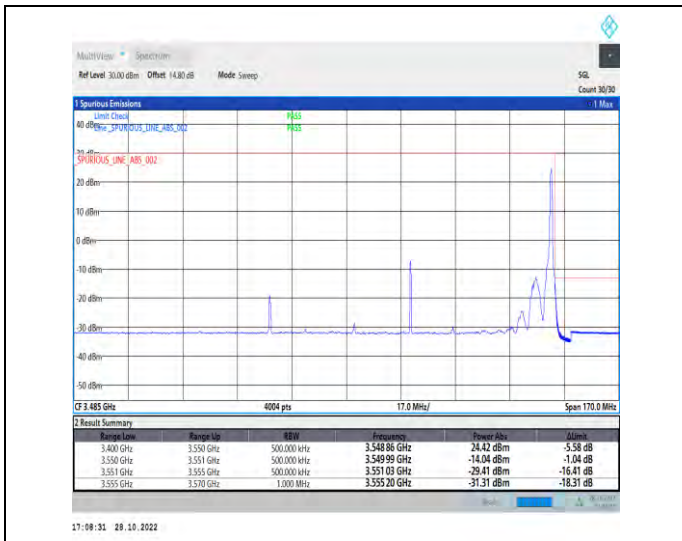 MultiView Spectrum
Ref Level 30.00 dBm Offset 14.80 dB Mode Sweep SGL
Count 30/30
1 Spurious Emissions 1 Max
Limit Check PASS
40 dBm Line _SPURIOUS_LINE_ABS_002 PASS
30 dBm
_SPURIOUS_LINE_ABS_002
20 dBm
10 dBm
0 dBm
-10 dBm
-20 dBm
-30 dBm
-40 dBm
-50 dBm
CF 3.485 GHz 4004 pts 17.0 MHz/ Span 170.0 MHz
2 Result Summary
Range Low Range Up RBW Frequency Power Abs ΔLimit
3.400 GHz 3.550 GHz 500.000 kHz 3.548 86 GHz 24.42 dBm -5.58 dB
3.550 GHz 3.551 GHz 500.000 kHz 3.549 99 GHz -14.04 dBm -1.04 dB
3.551 GHz 3.555 GHz 500.000 kHz 3.551 03 GHz -29.41 dBm -16.41 dB
3.555 GHz 3.570 GHz 1.000 MHz 3.555 20 GHz -31.31 dBm -18.31 dB
17:08:31 28.10.2022